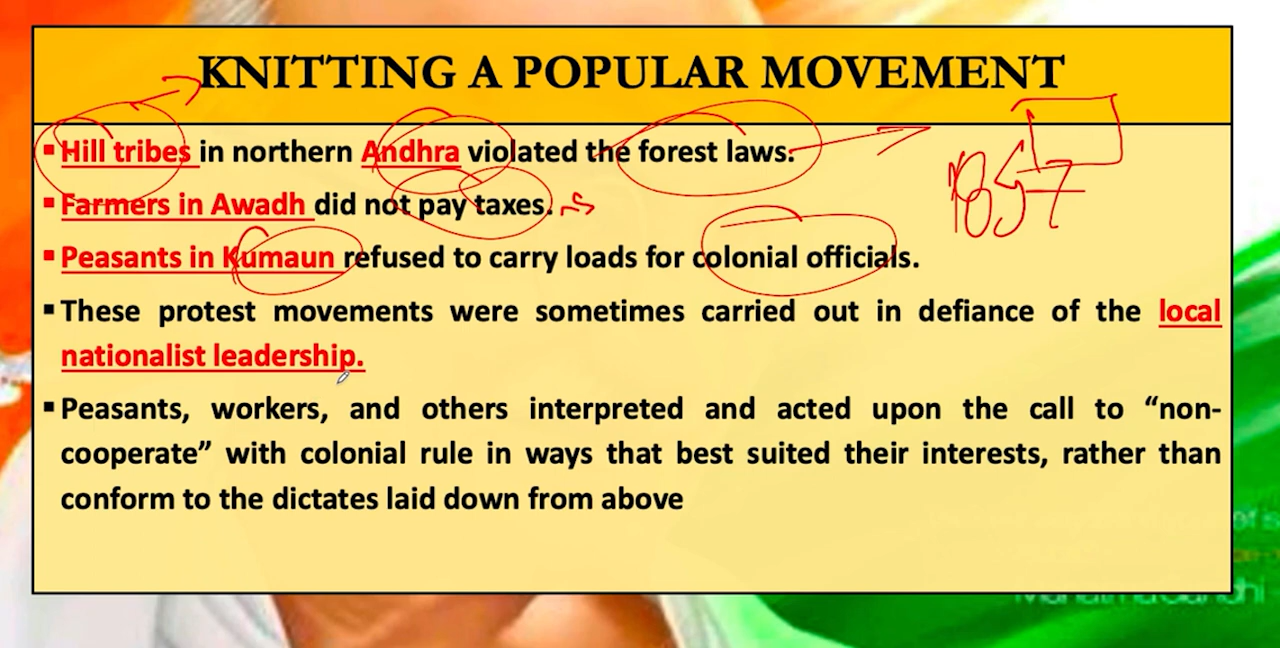 KNITTING A POPULAR MOVEMENT
▪ Hill tribes in northern Andhra violated the forest laws.
▪ Farmers in Awadh did not pay taxes.
▪ Peasants in Kumaun refused to carry loads for colonial officials.
▪ These protest movements were sometimes carried out in defiance of the local
nationalist leadership.
▪ Peasants, workers, and others interpreted and acted upon the call to “non-
cooperate” with colonial rule in ways that best suited their interests, rather than
conform to the dictates laid down from above
1857
Mahatma Gandhi